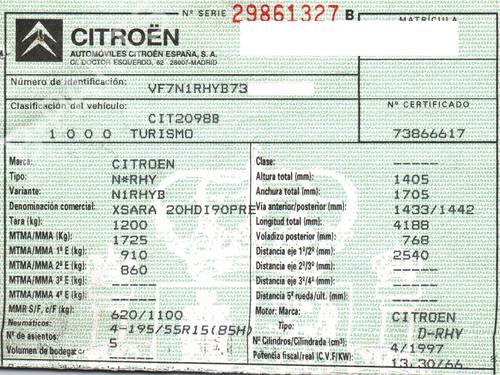 Nº SERIE 29861327 B
MATRÍCULA
CITROËN
AUTOMÓVILES CITROËN ESPAÑA, S. A.
C/. DOCTOR ESQUERDO, 62 - 28007-MADRID
Número de identificación: VF7N1RHYB73
Clasificación del vehículo: Nº CERTIFICADO
CIT2098B
1 0 0 0 TURISMO 73866617
Marca: CITROEN
Tipo: N*RHY
Variante: N1RHYB
Denominación comercial: XSARA 20HDI90PRE
Tara (kg): 1200
MTMA/MMA (Kg): 1725
MTMA/MMA 1º E (kg): 910
MTMA/MMA 2º E (kg): 860
MTMA/MMA 3º E (kg): -----
MTMA/MMA 4º E (kg): -----
MMR S/F, c/F (kg): 620/1100
Neumáticos: 4-195/55R15(85H)
Nº de asientos: 5
Volumen de bodega: -----
Clase: -----
Altura total (mm): 1405
Anchura total (mm): 1705
Vía anterior/posterior (mm): 1433/1442
Longitud total (mm): 4188
Voladizo posterior (mm): 768
Distancia eje 1º/2º (mm): 2540
Distancia eje 2º/3º (mm): -----
Distancia eje 3º/4º (mm): -----
Distancia 5ª rueda/últ. (mm): -----
Motor: Marca: CITROEN
Tipo: D-RHY
Nº Cilindros/Cilindrada (cm³): 4/1997
Potencia fiscal/real (C.V.F/KW): 13,30/66